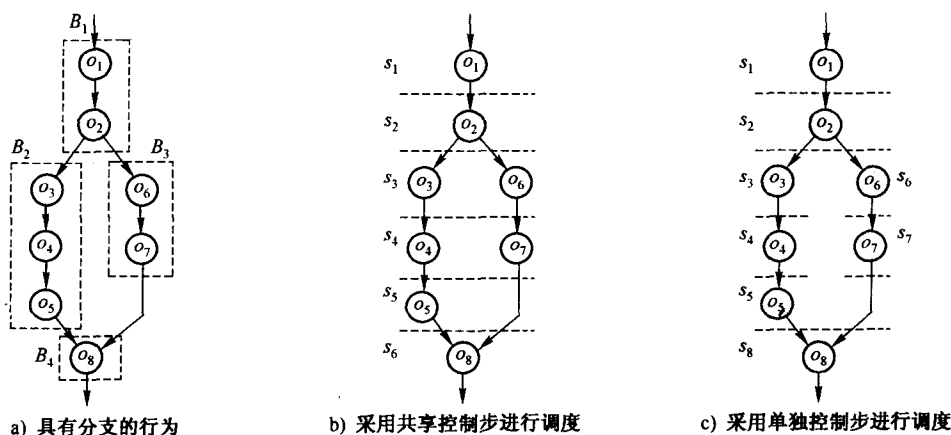 B₁
o₁
o₂
B₂
B₃
o₃
o₆
o₄
o₇
o₅
B₄
o₈
a) 具有分支的行为
s₁
o₁
s₂
o₂
s₃
o₃
o₆
s₄
o₄
o₇
s₅
o₅
s₆
o₈
b) 采用共享控制步进行调度
s₁
o₁
s₂
o₂
s₃
o₃
o₆
s₆
s₄
o₄
o₇
s₇
s₅
o₅
s₈
o₈
c) 采用单独控制步进行调度